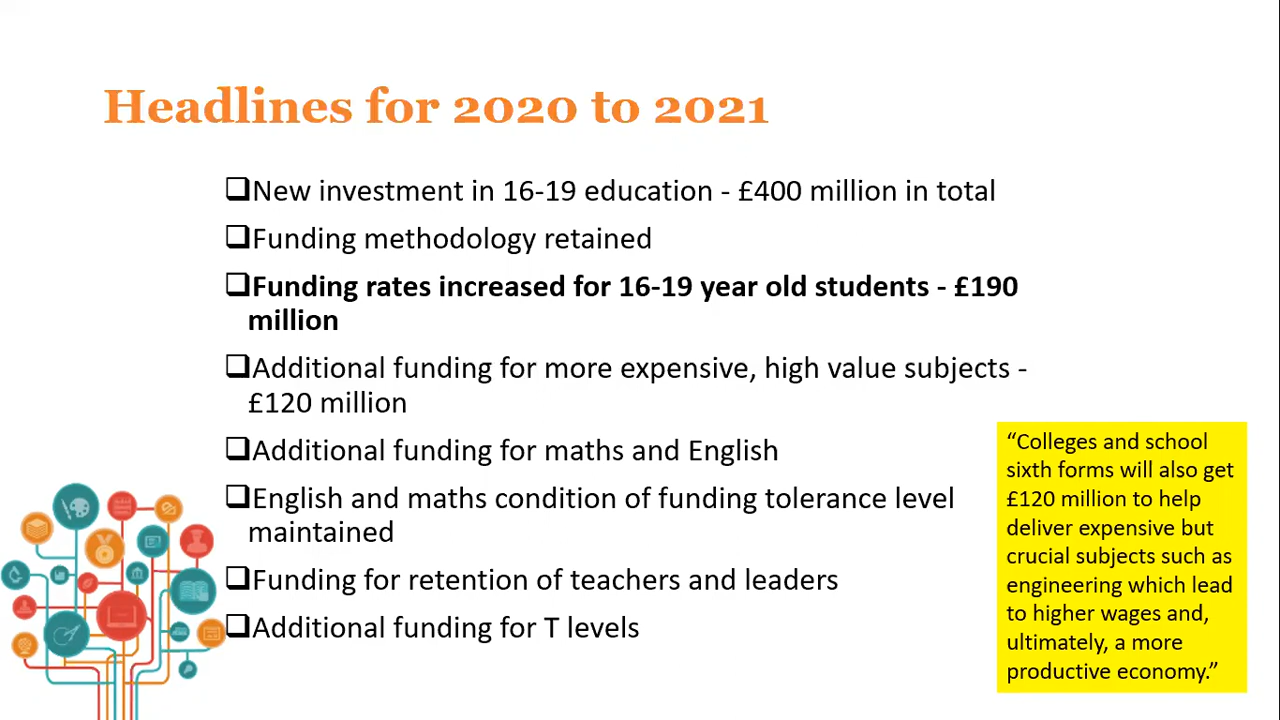 Headlines for 2020 to 2021
New investment in 16-19 education - £400 million in total
Funding methodology retained
Funding rates increased for 16-19 year old students - £190
million
Additional funding for more expensive, high value subjects -
£120 million
Additional funding for maths and English
English and maths condition of funding tolerance level
maintained
Funding for retention of teachers and leaders
Additional funding for T levels
“Colleges and school
sixth forms will also get
£120 million to help
deliver expensive but
crucial subjects such as
engineering which lead
to higher wages and,
ultimately, a more
productive economy.”